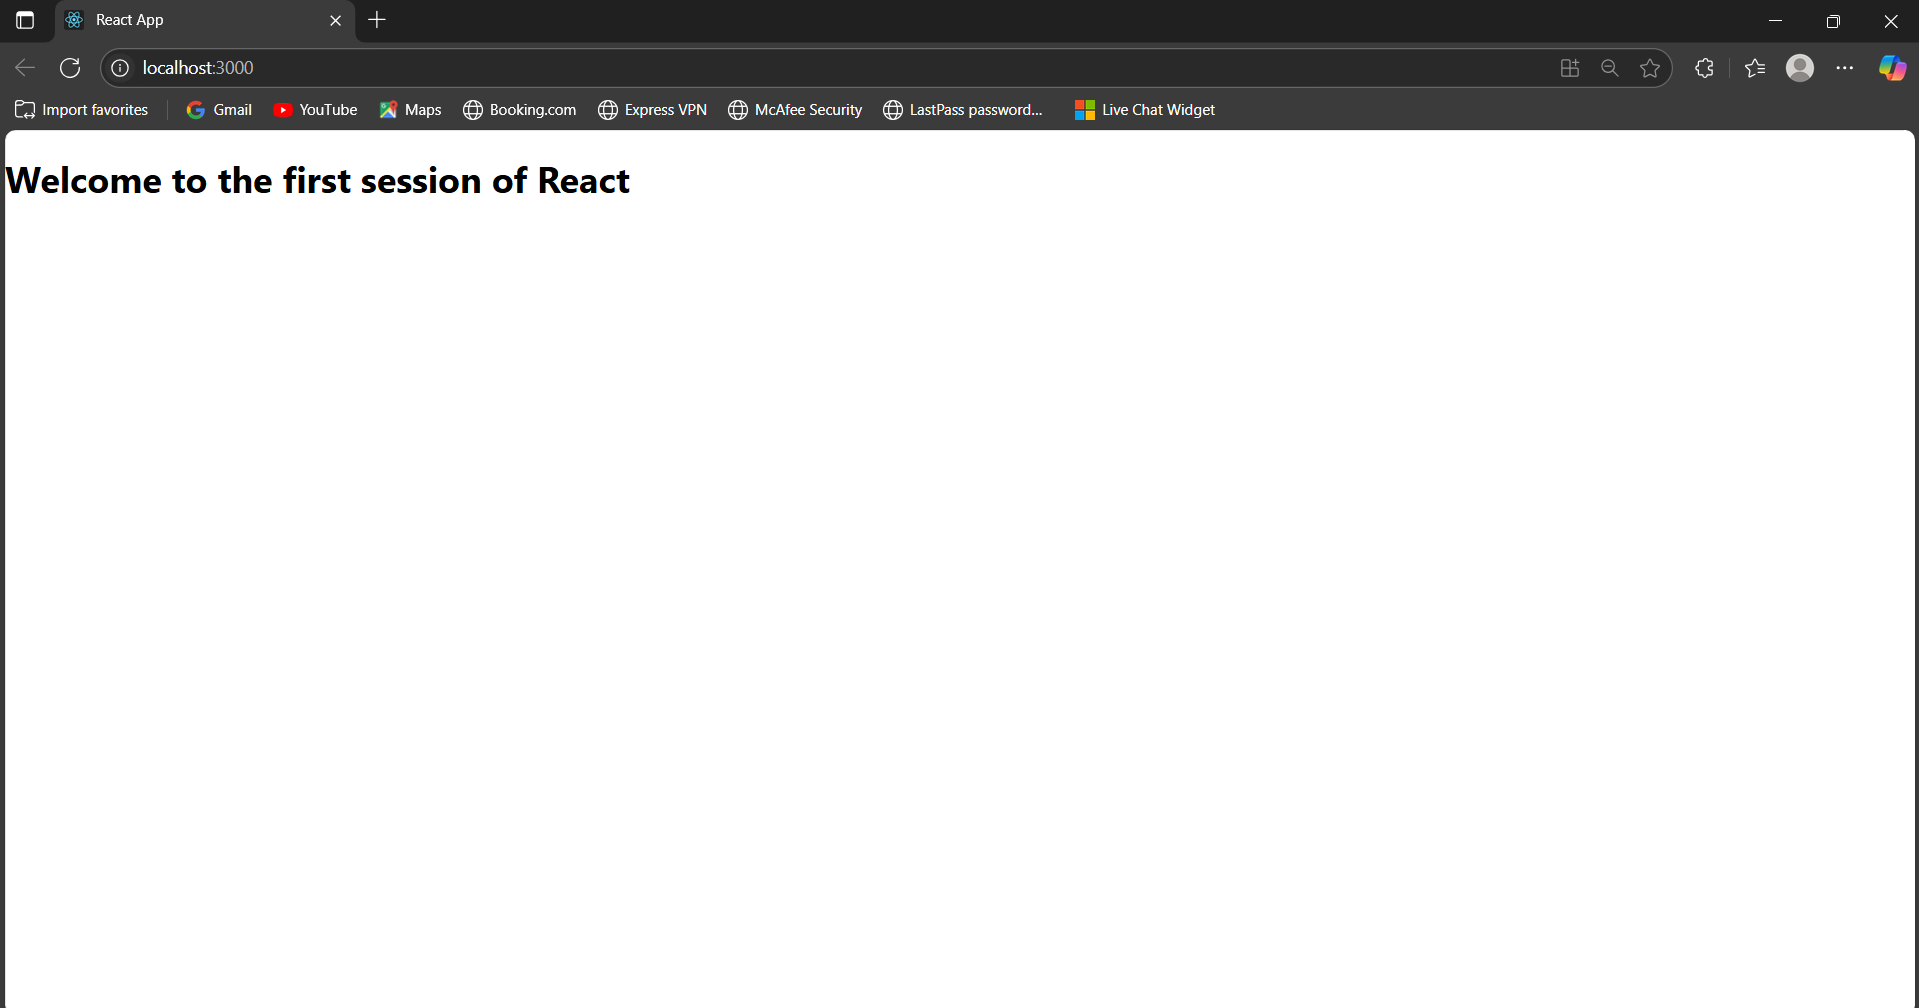 React App
localhost:3000
Import favorites Gmail YouTube Maps Booking.com Express VPN McAfee Security LastPass password... Live Chat Widget
Welcome to the first session of React